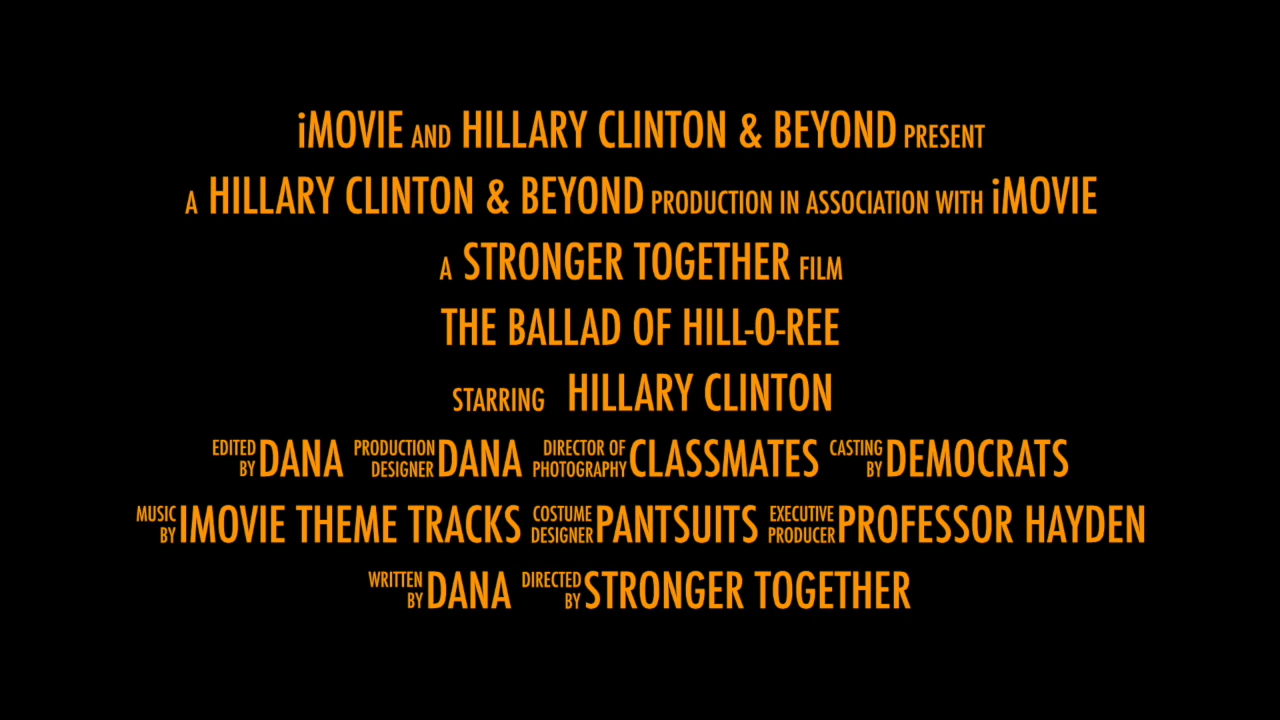 iMOVIE AND HILLARY CLINTON & BEYOND PRESENT
A HILLARY CLINTON & BEYOND PRODUCTION IN ASSOCIATION WITH iMOVIE
A STRONGER TOGETHER FILM
THE BALLAD OF HILL-O-REE
STARRING HILLARY CLINTON
EDITED BY DANA PRODUCTION DESIGNER DANA DIRECTOR OF PHOTOGRAPHY CLASSMATES CASTING BY DEMOCRATS
MUSIC BY IMOVIE THEME TRACKS COSTUME DESIGNER PANTSUITS EXECUTIVE PRODUCER PROFESSOR HAYDEN
WRITTEN BY DANA DIRECTED BY STRONGER TOGETHER